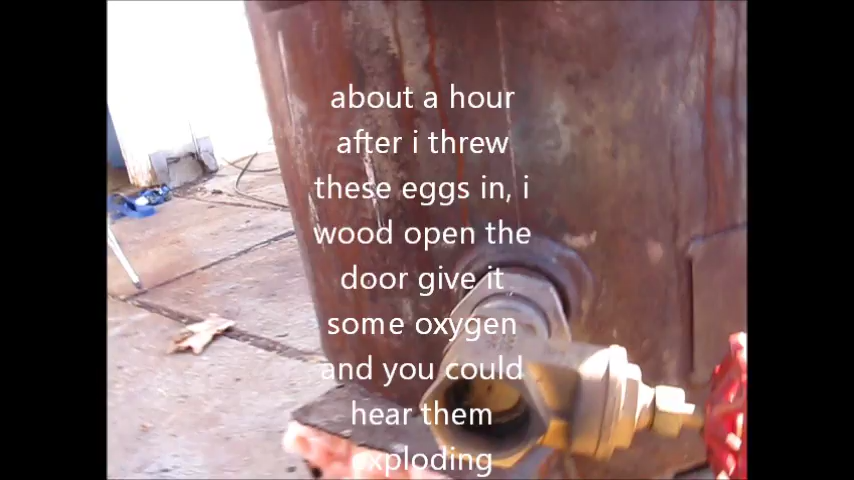 about a hour
after i threw
these eggs in, i
wood open the
door give it
some oxygen
and you could
hear them
exploding